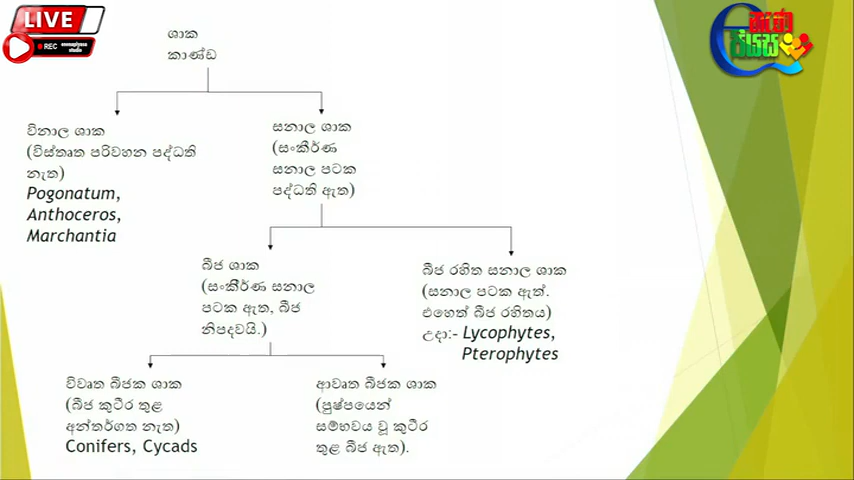 LIVE
REC
ශාක
කාණ්ඩ
විනාල ශාක
(විස්තෘත පරිවහන පද්ධති
නැත)
Pogonatum,
Anthoceros,
Marchantia
සනාල ශාක
(සංකීර්ණ
සනාල පටක
පද්ධති ඇත)
බීජ ශාක
(සංකීර්ණ සනාල
පටක ඇත, බීජ
නිපදවයි.)
බීජ රහිත සනාල ශාක
(සනාල පටක ඇත්.
එහෙත් බීජ රහිතය)
උදා:- Lycophytes,
Pterophytes
විවෘත බීජක ශාක
(බීජ කුටීර තුළ
අන්තර්ගත නැත)
Conifers, Cycads
ආවෘත බීජක ශාක
(පුෂ්පයෙන්
සම්භවය වූ කුටීර
තුළ බීජ ඇත).